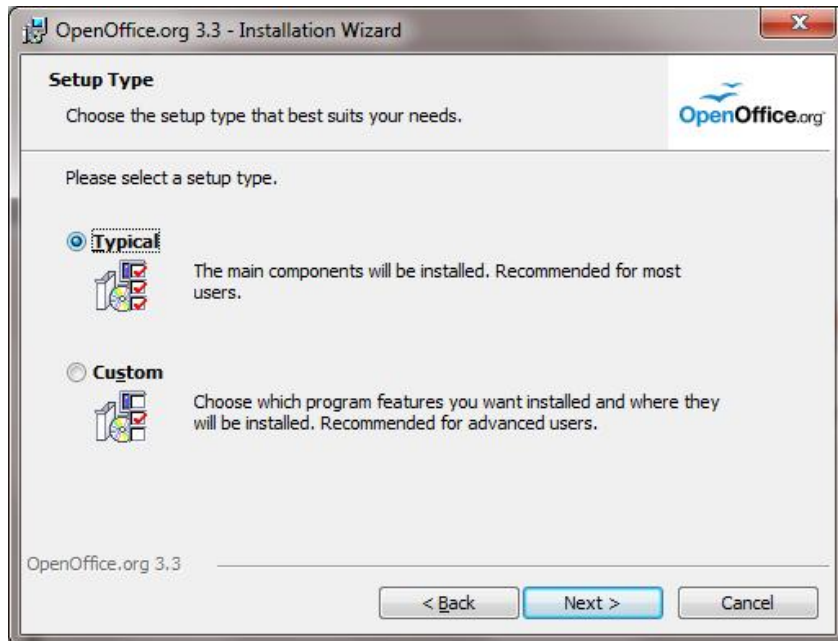 OpenOffice.org 3.3 - Installation Wizard
Setup Type
Choose the setup type that best suits your needs.
OpenOffice.org
Please select a setup type.
Typical
The main components will be installed. Recommended for most
users.
Custom
Choose which program features you want installed and where they
will be installed. Recommended for advanced users.
OpenOffice.org 3.3
< Back Next > Cancel